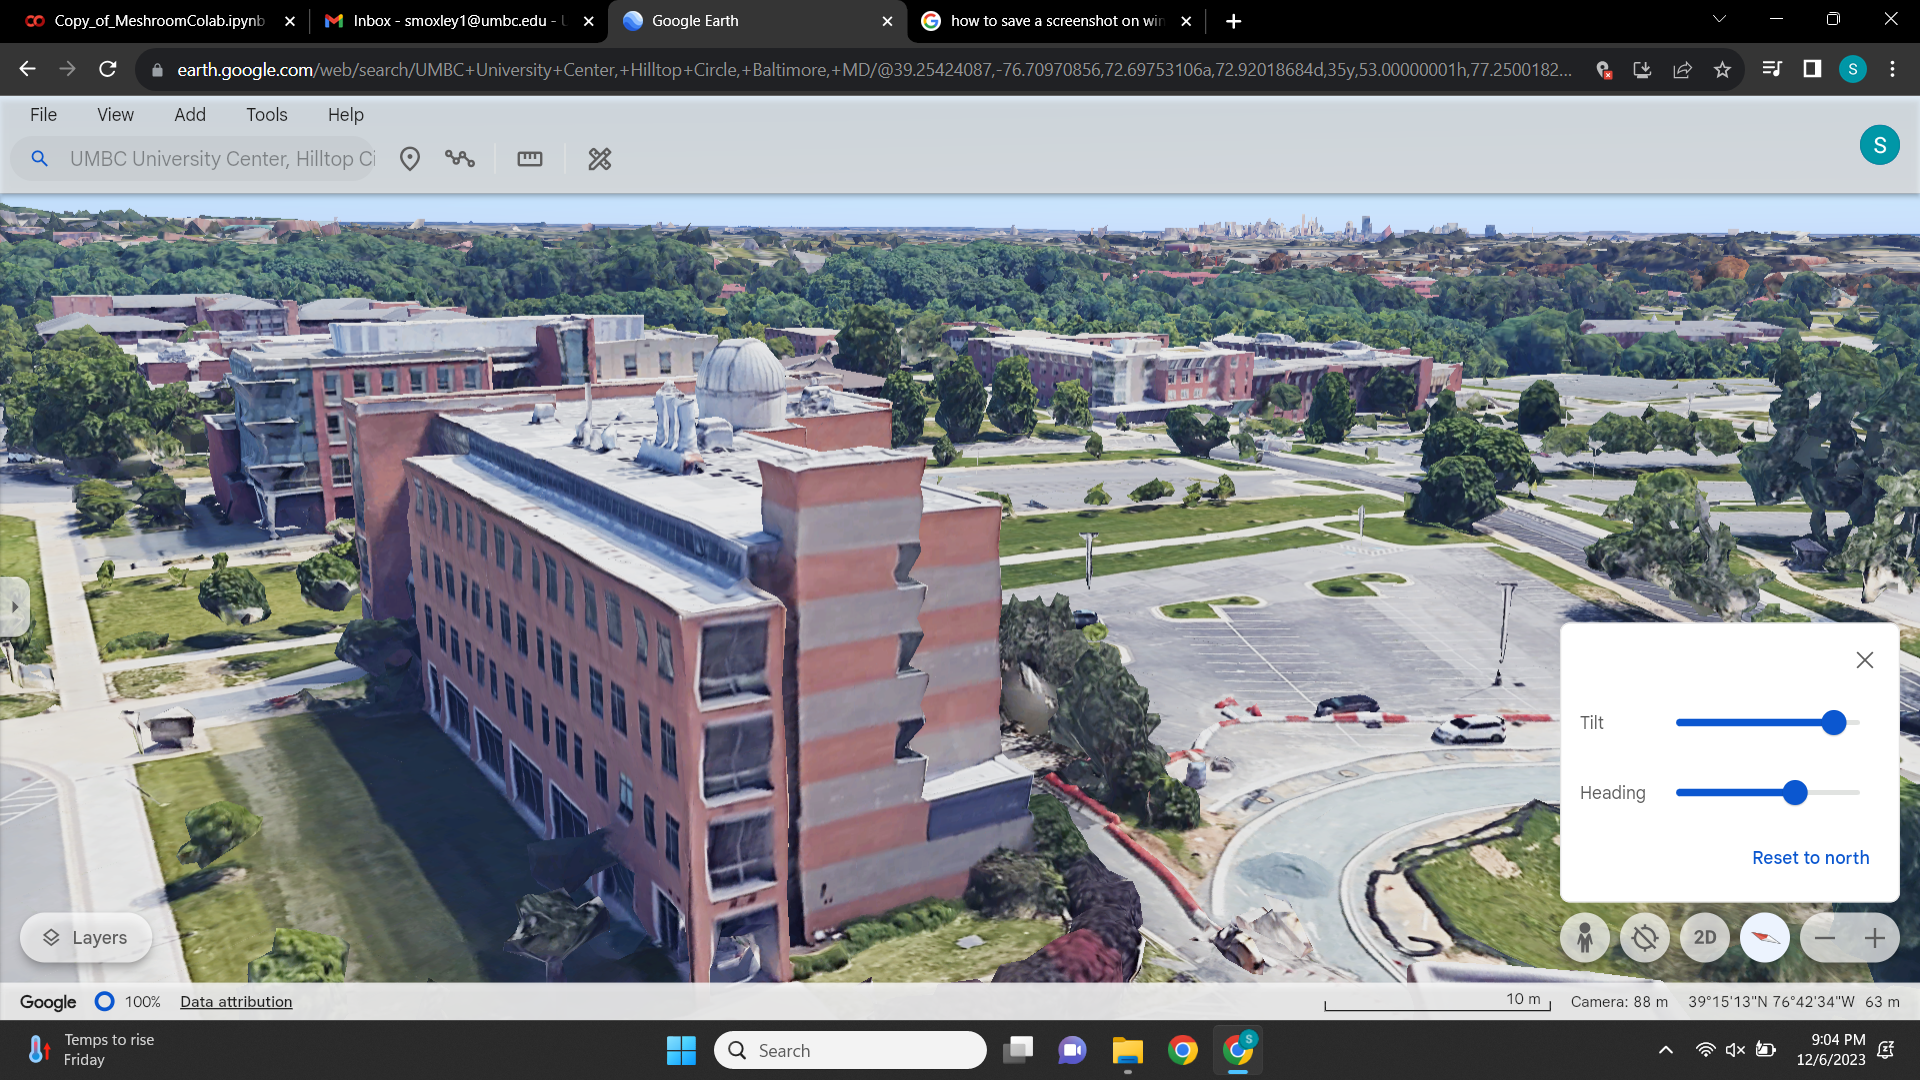 Copy_of_MeshroomColab.ipynb
Inbox - smoxley1@umbc.edu - U
Google Earth
how to save a screenshot on win
earth.google.com/web/search/UMBC+University+Center,+Hilltop+Circle,+Baltimore,+MD/@39.25424087,-76.70970856,72.69753106a,72.92018684d,35y,53.00000001h,77.2500182...
S
File View Add Tools Help
UMBC University Center, Hilltop Ci
S
Tilt
Heading
Reset to north
Layers
2D
Google 100% Data attribution
10 m
Camera: 88 m 39°15'13"N 76°42'34"W 63 m
Temps to rise
Friday
Search
S
9:04 PM
12/6/2023